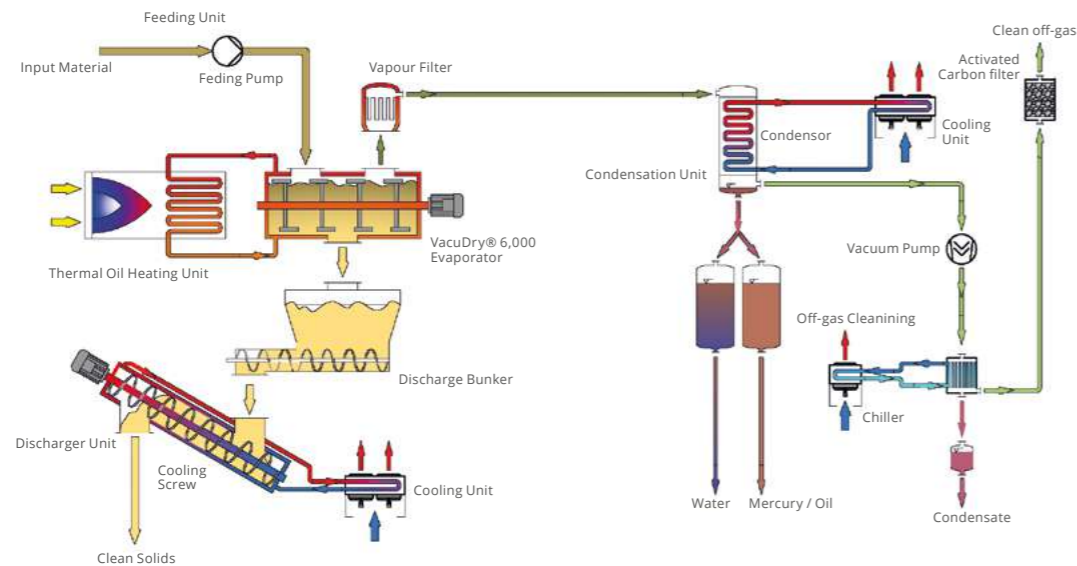 Feeding Unit
Input Material
Feding Pump
Vapour Filter
Clean off-gas
Activated
Carbon filter
Condensor
Cooling
Unit
Condensation Unit
VacuDry® 6,000
Evaporator
Thermal Oil Heating Unit
Vacuum Pump
Off-gas Cleanining
Discharge Bunker
Chiller
Discharger Unit
Cooling
Screw
Cooling Unit
Water
Mercury / Oil
Condensate
Clean Solids